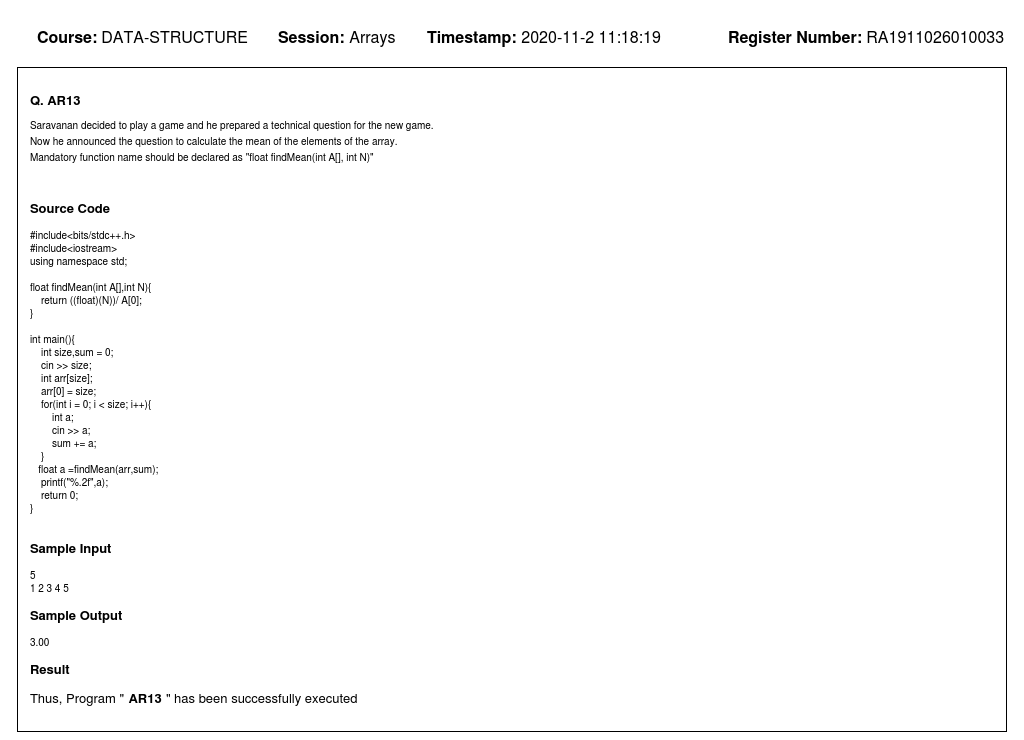 Course: DATA-STRUCTURE Session: Arrays Timestamp: 2020-11-2 11:18:19 Register Number: RA1911026010033
Q. AR13
Saravanan decided to play a game and he prepared a technical question for the new game.
Now he announced the question to calculate the mean of the elements of the array.
Mandatory function name should be declared as "float findMean(int A[], int N)"
Source Code
#include<bits/stdc++.h>
#include<iostream>
using namespace std;
float findMean(int A[],int N){
return ((float)(N))/ A[0];
}
int main(){
int size,sum = 0;
cin >> size;
int arr[size];
arr[0] = size;
for(int i = 0; i < size; i++){
int a;
cin >> a;
sum += a;
}
float a =findMean(arr,sum);
printf("%.2f",a);
return 0;
}
Sample Input
5
1 2 3 4 5
Sample Output
3.00
Result
Thus, Program " AR13 " has been successfully executed